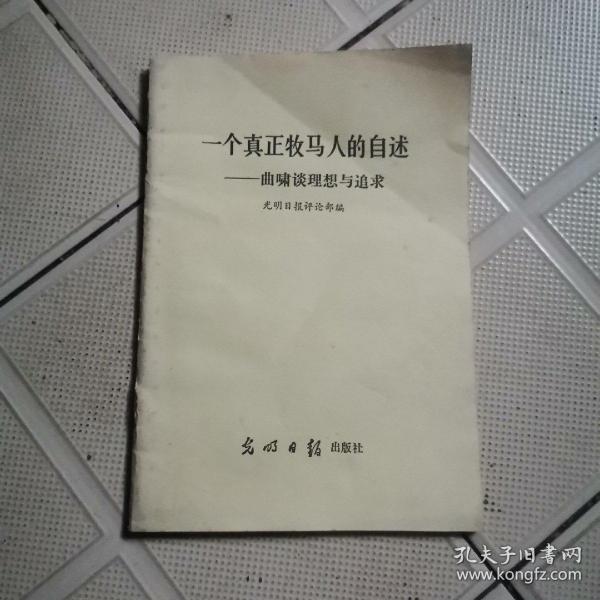 一个真正牧马人的自述
——曲啸谈理想与追求
光明日报评论部编
光明日报出版社
孔夫子旧书网
www.kongfz.com